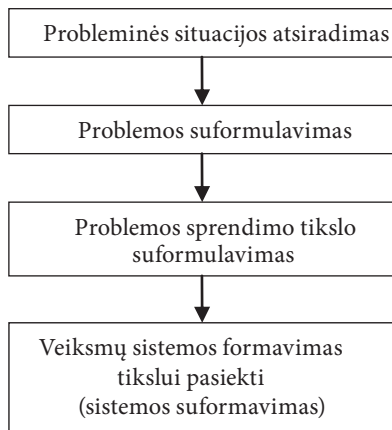 Probleminės situacijos atsiradimas
Problemos suformulavimas
Problemos sprendimo tikslo
suformulavimas
Veiksmų sistemos formavimas
tikslui pasiekti
(sistemos suformavimas)